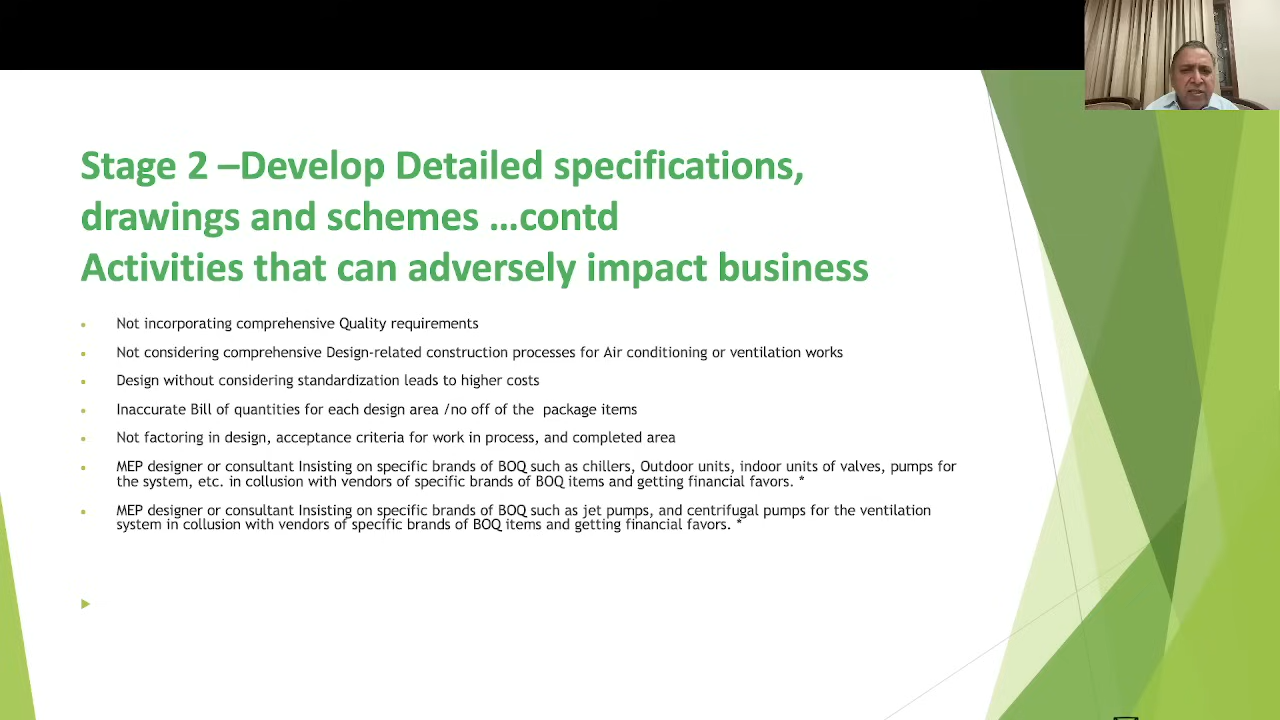 Stage 2 –Develop Detailed specifications,
drawings and schemes …contd
Activities that can adversely impact business
Not incorporating comprehensive Quality requirements
Not considering comprehensive Design-related construction processes for Air conditioning or ventilation works
Design without considering standardization leads to higher costs
Inaccurate Bill of quantities for each design area /no off of the package items
Not factoring in design, acceptance criteria for work in process, and completed area
MEP designer or consultant Insisting on specific brands of BOQ such as chillers, Outdoor units, indoor units of valves, pumps for
the system, etc. in collusion with vendors of specific brands of BOQ items and getting financial favors. *
MEP designer or consultant Insisting on specific brands of BOQ such as jet pumps, and centrifugal pumps for the ventilation
system in collusion with vendors of specific brands of BOQ items and getting financial favors. *